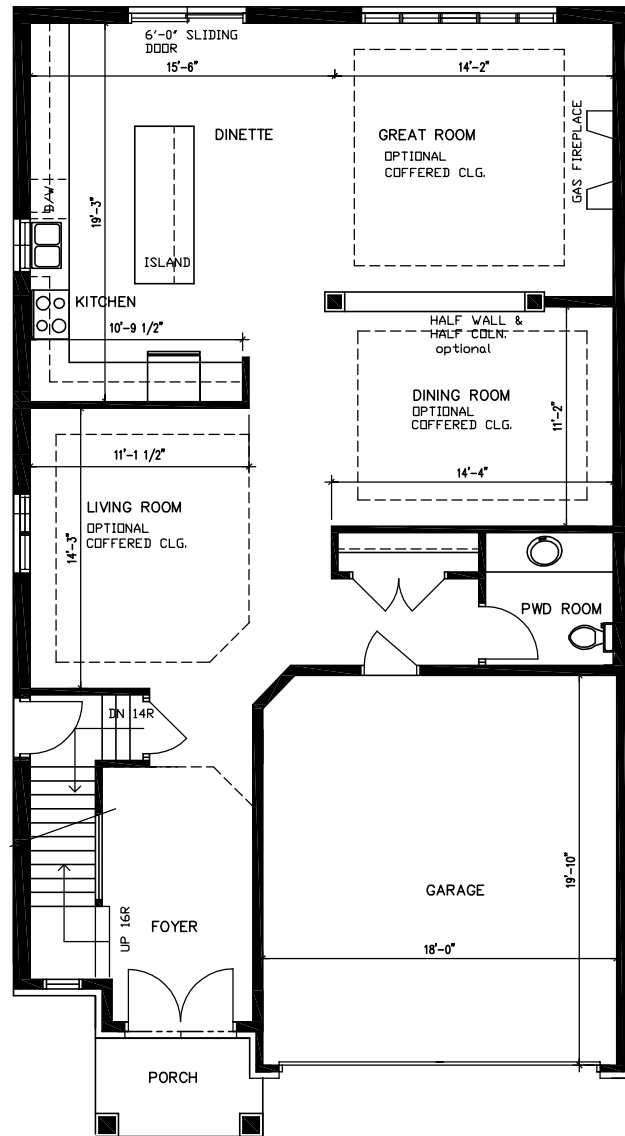 6'-0" SLIDING
DOOR
15'-6"
14'-2"
DINETTE
GREAT ROOM
OPTIONAL
COFFERED CLG.
GAS FIREPLACE
D/W
19'-3"
ISLAND
KITCHEN
10'-9 1/2"
HALF WALL &
HALF COLN.
optional
DINING ROOM
OPTIONAL
COFFERED CLG.
11'-2"
14'-4"
11'-1 1/2"
LIVING ROOM
OPTIONAL
COFFERED CLG.
14'-3"
PWD ROOM
DN 14R
GARAGE
19'-10"
UP 16R
FOYER
18'-0"
PORCH